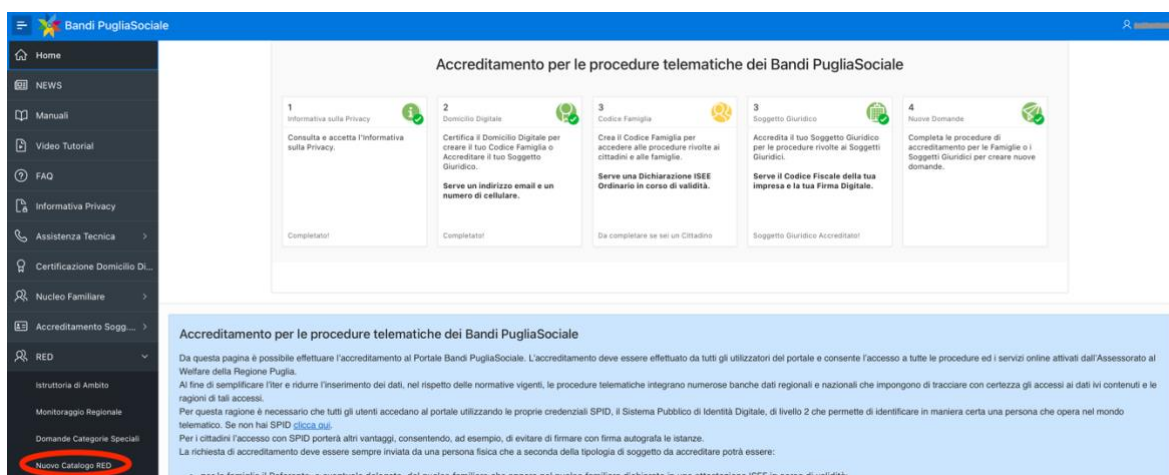 Bandi PugliaSociale
Home
NEWS
Manuali
Video Tutorial
FAQ
Informativa Privacy
Assistenza Tecnica
Certificazione Domicilio Di...
Nucleo Familiare
Accreditamento Sogg....
RED
Istruttoria di Ambito
Monitoraggio Regionale
Domande Categorie Speciali
Nuovo Catalogo RED
Accreditamento per le procedure telematiche dei Bandi PugliaSociale
1
Informativa sulla Privacy
Consulta e accetta l'Informativa
sulla Privacy.
Completato!
2
Domicilio Digitale
Certifica il Domicilio Digitale per
creare il tuo Codice Famiglia o
Accreditare il tuo Soggetto
Giuridico.
Serve un indirizzo email e un
numero di cellulare.
Completato!
3
Codice Famiglia
Crea il Codice Famiglia per
accedere alle procedure rivolte ai
cittadini e alle famiglie.
Serve una Dichiarazione ISEE
Ordinario in corso di validità.
Da completare se sei un Cittadino
3
Soggetto Giuridico
Accredita il tuo Soggetto Giuridico
per le procedure rivolte ai Soggetti
Giuridici.
Serve il Codice Fiscale della tua
impresa e la tua Firma Digitale.
Soggetto Giuridico Accreditato!
4
Nuove Domande
Completa le procedure di
accreditamento per le Famiglie o i
Soggetti Giuridici per creare nuove
domande.
Accreditamento per le procedure telematiche dei Bandi PugliaSociale
Da questa pagina è possibile effettuare l'accreditamento al Portale Bandi PugliaSociale. L'accreditamento deve essere effettuato da tutti gli utilizzatori del portale e consente l'accesso a tutte le procedure ed i servizi online attivati dall'Assessorato al
Welfare della Regione Puglia.
Al fine di semplificare l'iter e ridurre l'inserimento dei dati, nel rispetto delle normative vigenti, le procedure telematiche integrano numerose banche dati regionali e nazionali che impongono di tracciare con certezza gli accessi ai dati ivi contenuti e le
ragioni di tali accessi.
Per questa ragione è necessario che tutti gli utenti accedano al portale utilizzando le proprie credenziali SPID, il Sistema Pubblico di Identità Digitale, di livello 2 che permette di identificare in maniera certa una persona che opera nel mondo
telematico. Se non hai SPID clicca qui.
Per i cittadini l'accesso con SPID porterà altri vantaggi, consentendo, ad esempio, di evitare di firmare con firma autografa le istanze.
La richiesta di accreditamento deve essere sempre inviata da una persona fisica che a seconda della tipologia di soggetto da accreditare potrà essere: